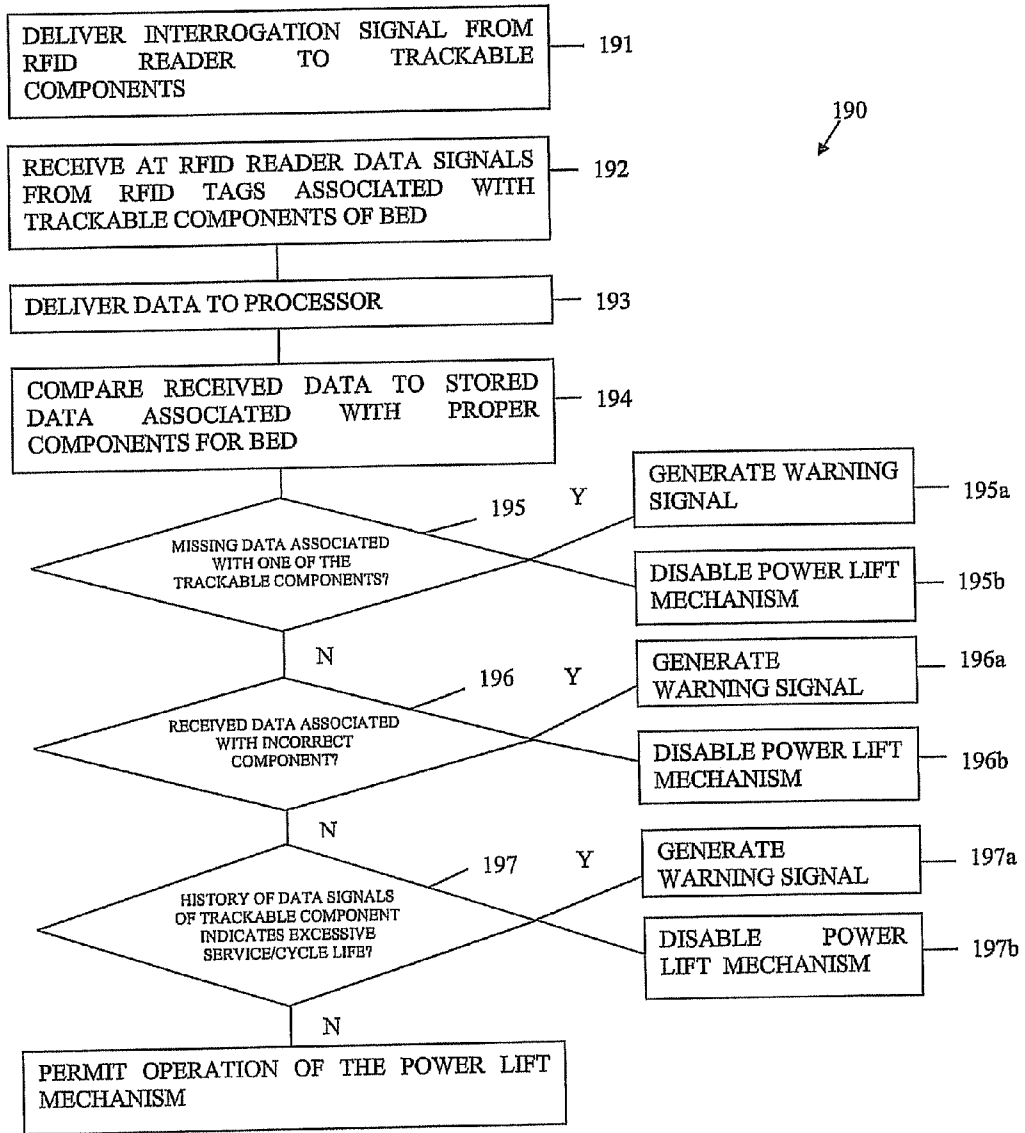 DELIVER INTERROGATION SIGNAL FROM
RFID READER TO TRACKABLE
COMPONENTS
191
190
RECEIVE AT RFID READER DATA SIGNALS
FROM RFID TAGS ASSOCIATED WITH
TRACKABLE COMPONENTS OF BED
192
DELIVER DATA TO PROCESSOR
193
COMPARE RECEIVED DATA TO STORED
DATA ASSOCIATED WITH PROPER
COMPONENTS FOR BED
194
MISSING DATA ASSOCIATED
WITH ONE OF THE
TRACKABLE COMPONENTS?
195
Y
GENERATE WARNING
SIGNAL
195a
DISABLE POWER LIFT
MECHANISM
195b
N
RECEIVED DATA ASSOCIATED
WITH INCORRECT
COMPONENT?
196
Y
GENERATE
WARNING SIGNAL
196a
DISABLE POWER LIFT
MECHANISM
196b
N
HISTORY OF DATA SIGNALS
OF TRACKABLE COMPONENT
INDICATES EXCESSIVE
SERVICE/CYCLE LIFE?
197
Y
GENERATE
WARNING SIGNAL
197a
DISABLE POWER
LIFT MECHANISM
197b
N
PERMIT OPERATION OF THE POWER LIFT
MECHANISM